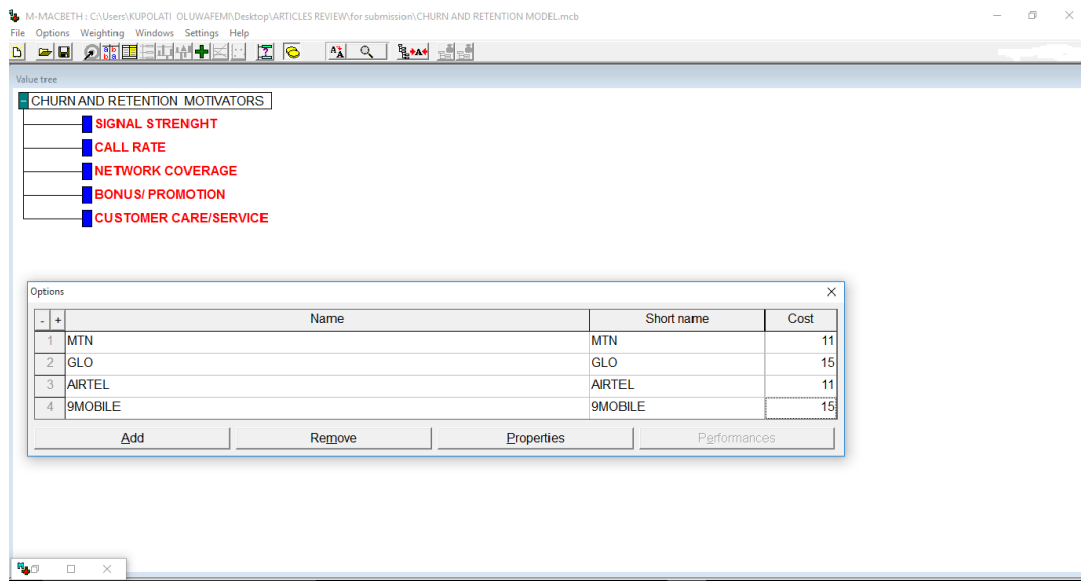 M-MACBETH : C:\Users\KUPOLATI OLUWAFEMI\Desktop\ARTICLES REVIEW\for submission\CHURN AND RETENTION MODEL.mcb
File Options Weighting Windows Settings Help
Value tree
CHURN AND RETENTION MOTIVATORS
SIGNAL STRENGHT
CALL RATE
NETWORK COVERAGE
BONUS/ PROMOTION
CUSTOMER CARE/SERVICE
Options
- + Name Short name Cost
1 MTN MTN 11
2 GLO GLO 15
3 AIRTEL AIRTEL 11
4 9MOBILE 9MOBILE 15
Add Remove Properties Performances